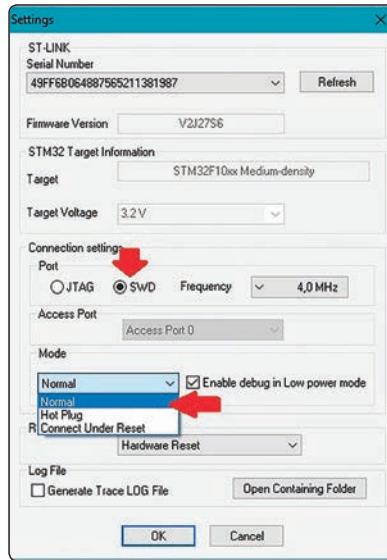 Settings
ST-LINK
Serial Number
49FF6B064887565211381987
Refresh
Firmware Version
V2J27S6
STM32 Target Information
Target
STM32F10xx Medium-density
Target Voltage
3.2 V
Connection settings
Port
JTAG
SWD
Frequency
4,0 MHz
Access Port
Access Port 0
Mode
Normal
Enable debug in Low power mode
Normal
Hot Plug
Connect Under Reset
R
Hardware Reset
Log File
Generate Trace LOG File
Open Containing Folder
OK
Cancel